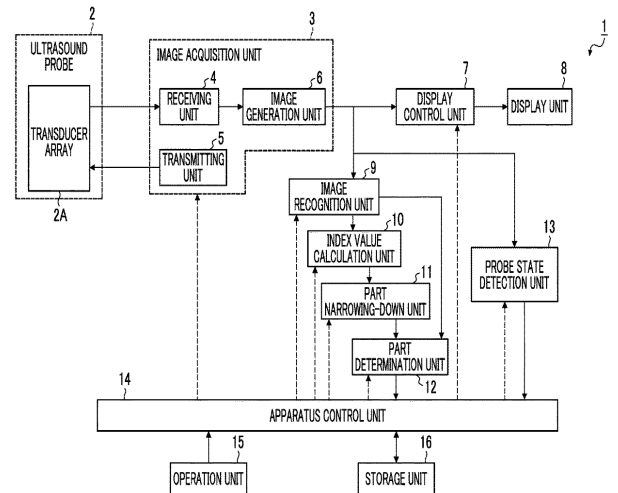 2
3
1
ULTRASOUND
PROBE
IMAGE ACQUISITION UNIT
4
6
7
8
TRANSDUCER
ARRAY
RECEIVING
UNIT
IMAGE
GENERATION UNIT
DISPLAY
CONTROL UNIT
DISPLAY UNIT
5
TRANSMITTING
UNIT
2A
9
IMAGE
RECOGNITION UNIT
10
INDEX VALUE
CALCULATION UNIT
13
PROBE STATE
DETECTION UNIT
11
PART
NARROWING-DOWN UNIT
PART
DETERMINATION UNIT
12
14
APPARATUS CONTROL UNIT
15
16
OPERATION UNIT
STORAGE UNIT